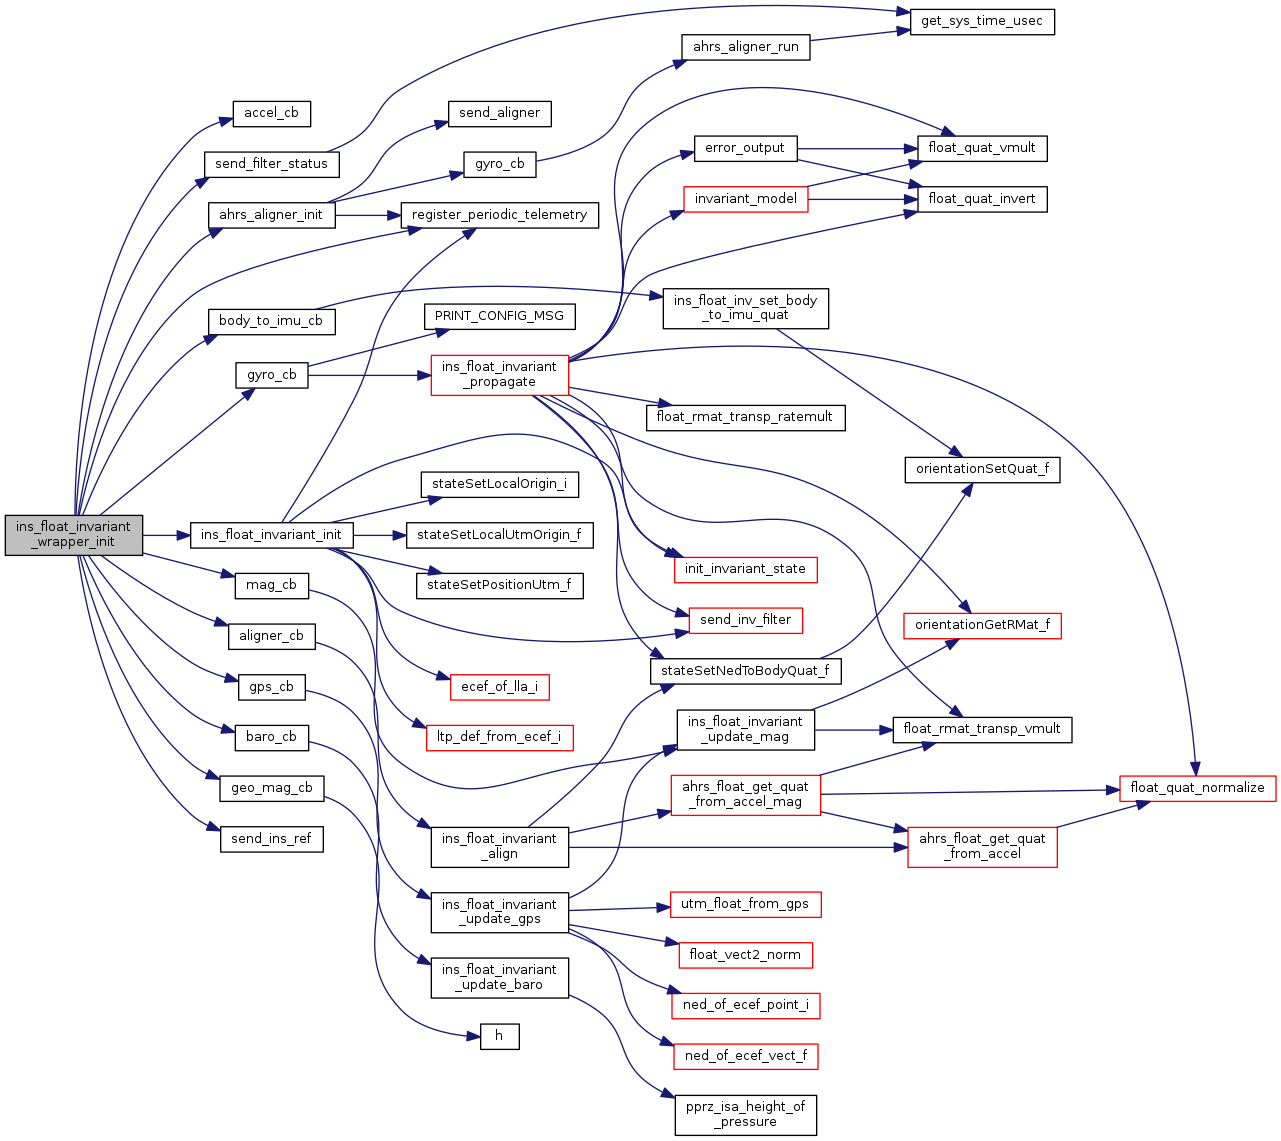 ins_float_invariant
_wrapper_init
accel_cb
send_filter_status
ahrs_aligner_init
body_to_imu_cb
gyro_cb
ins_float_invariant_init
mag_cb
aligner_cb
gps_cb
baro_cb
geo_mag_cb
send_ins_ref
send_aligner
gyro_cb
register_periodic_telemetry
PRINT_CONFIG_MSG
ins_float_invariant
_propagate
stateSetLocalOrigin_i
stateSetLocalUtmOrigin_f
stateSetPositionUtm_f
ecef_of_lla_i
ltp_def_from_ecef_i
ins_float_invariant
_align
ins_float_invariant
_update_gps
ins_float_invariant
_update_baro
h
ahrs_aligner_run
error_output
invariant_model
ins_float_inv_set_body
_to_imu_quat
float_rmat_transp_ratemult
init_invariant_state
send_inv_filter
stateSetNedToBodyQuat_f
ins_float_invariant
_update_mag
ahrs_float_get_quat
_from_accel_mag
utm_float_from_gps
float_vect2_norm
ned_of_ecef_point_i
ned_of_ecef_vect_f
pprz_isa_height_of
_pressure
get_sys_time_usec
float_quat_vmult
float_quat_invert
orientationSetQuat_f
orientationGetRMat_f
float_rmat_transp_vmult
ahrs_float_get_quat
_from_accel
float_quat_normalize